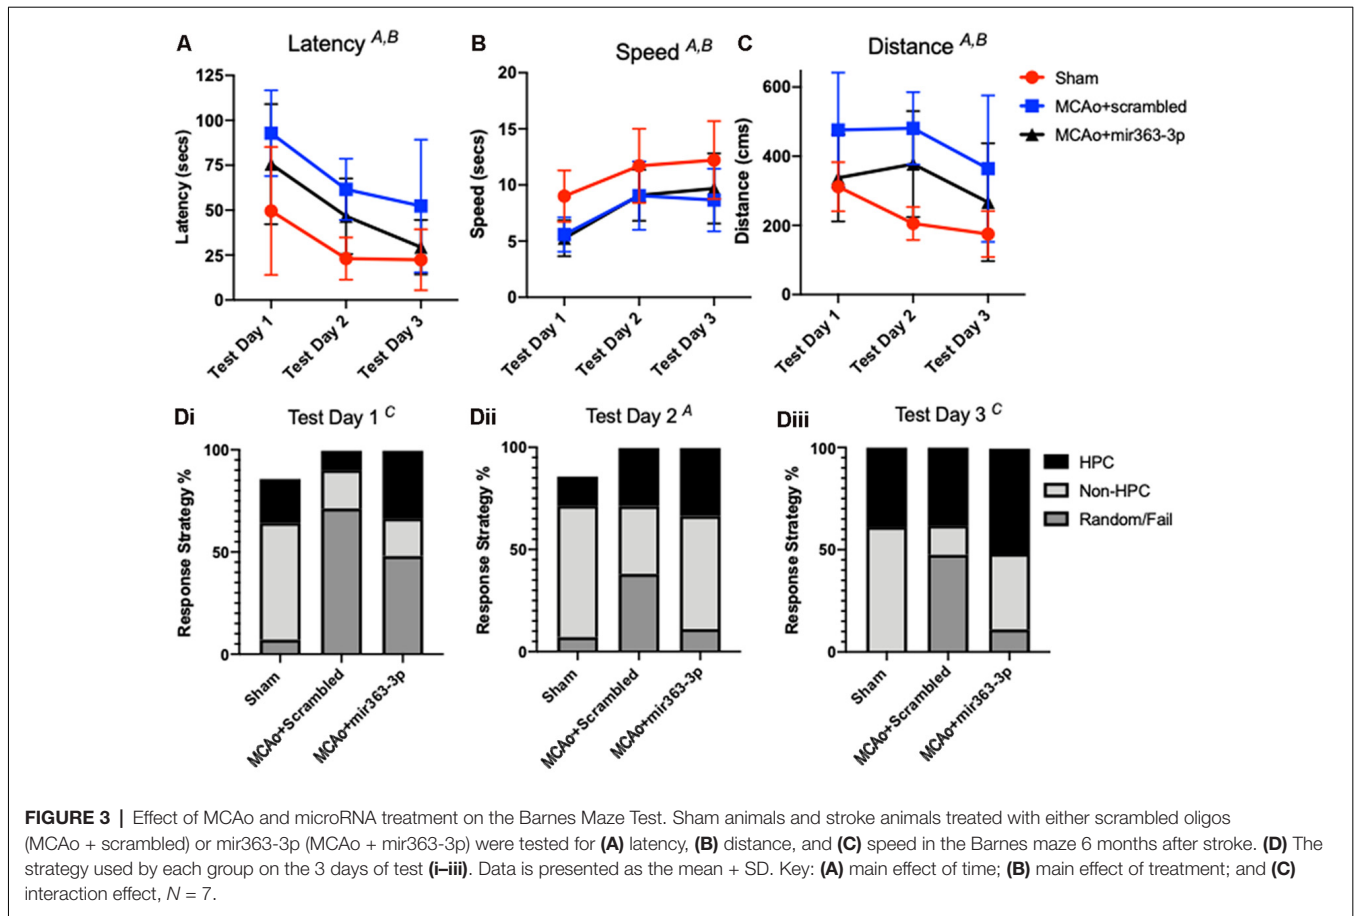 A
Latency A,B
Latency (secs)
125
100
75
50
25
0
Test Day 1
Test Day 2
Test Day 3
B
Speed A,B
Speed (secs)
20
15
10
5
0
Test Day 1
Test Day 2
Test Day 3
C
Distance A,B
Distance (cms)
600
400
200
0
Test Day 1
Test Day 2
Test Day 3
Sham
MCAo+scrambled
MCAo+mir363-3p
Di
Test Day 1 C
Response Strategy %
100
50
0
Sham
MCAo+Scrambled
MCAo+mir363-3p
Dii
Test Day 2 A
Response Strategy %
100
50
0
Sham
MCAo+Scrambled
MCAo+mir363-3p
Diii
Test Day 3 C
Response Strategy %
100
50
0
Sham
MCAo+Scrambled
MCAo+mir363-3p
HPC
Non-HPC
Random/Fail
FIGURE 3 | Effect of MCAo and microRNA treatment on the Barnes Maze Test. Sham animals and stroke animals treated with either scrambled oligos
(MCAo + scrambled) or mir363-3p (MCAo + mir363-3p) were tested for (A) latency, (B) distance, and (C) speed in the Barnes maze 6 months after stroke. (D) The
strategy used by each group on the 3 days of test (i–iii). Data is presented as the mean + SD. Key: (A) main effect of time; (B) main effect of treatment; and (C)
interaction effect, N = 7.